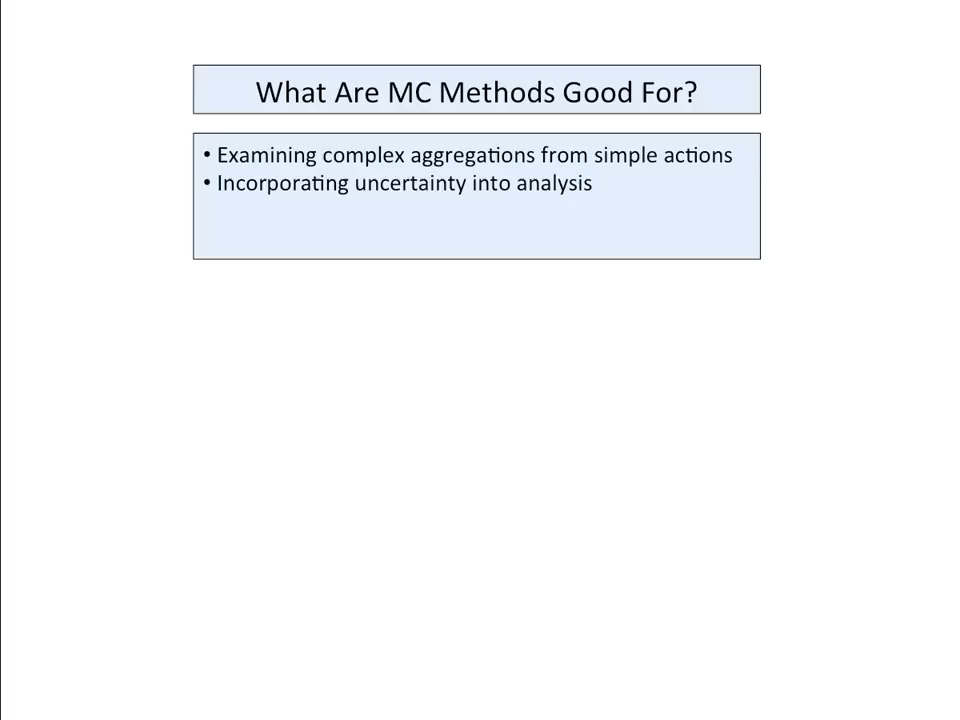 What Are MC Methods Good For?
• Examining complex aggregations from simple actions
• Incorporating uncertainty into analysis